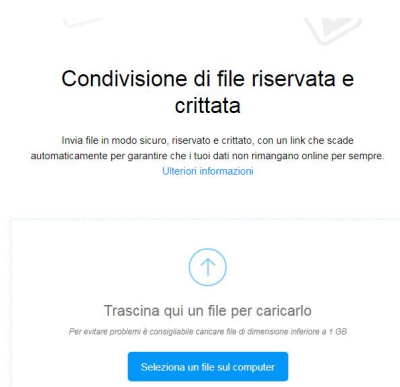 Condivisione di file riservata e
crittata
Invia file in modo sicuro, riservato e crittato, con un link che scade
automaticamente per garantire che i tuoi dati non rimangano online per sempre.
Ulteriori informazioni
Trascina qui un file per caricarlo
Per evitare problemi è consigliabile caricare file di dimensione inferiore a 1 GB
Seleziona un file sul computer